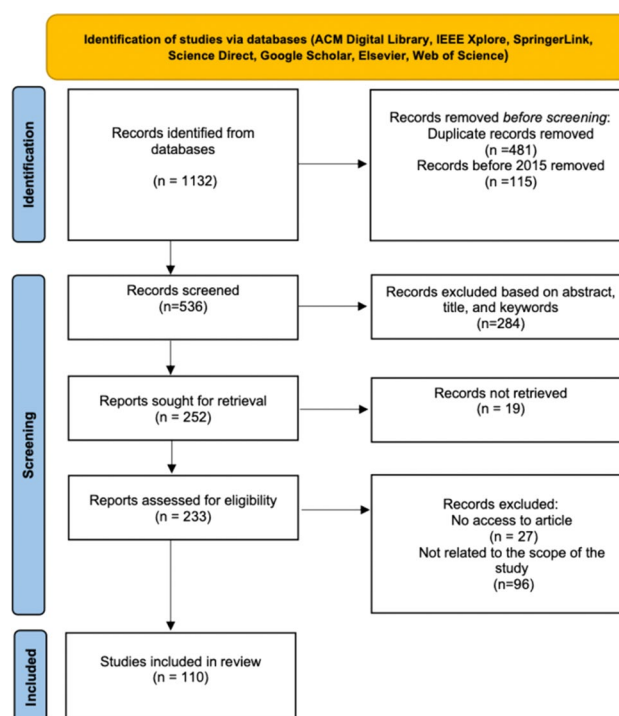 Identification of studies via databases (ACM Digital Library, IEEE Xplore, SpringerLink,
Science Direct, Google Scholar, Elsevier, Web of Science)
Identification
Records identified from
databases
(n = 1132)
Records removed before screening:
Duplicate records removed
(n =481)
Records before 2015 removed
(n =115)
Screening
Records screened
(n=536)
Records excluded based on abstract,
title, and keywords
(n=284)
Reports sought for retrieval
(n = 252)
Records not retrieved
(n = 19)
Reports assessed for eligibility
(n = 233)
Records excluded:
No access to article
(n = 27)
Not related to the scope of the
study
(n=96)
Included
Studies included in review
(n = 110)